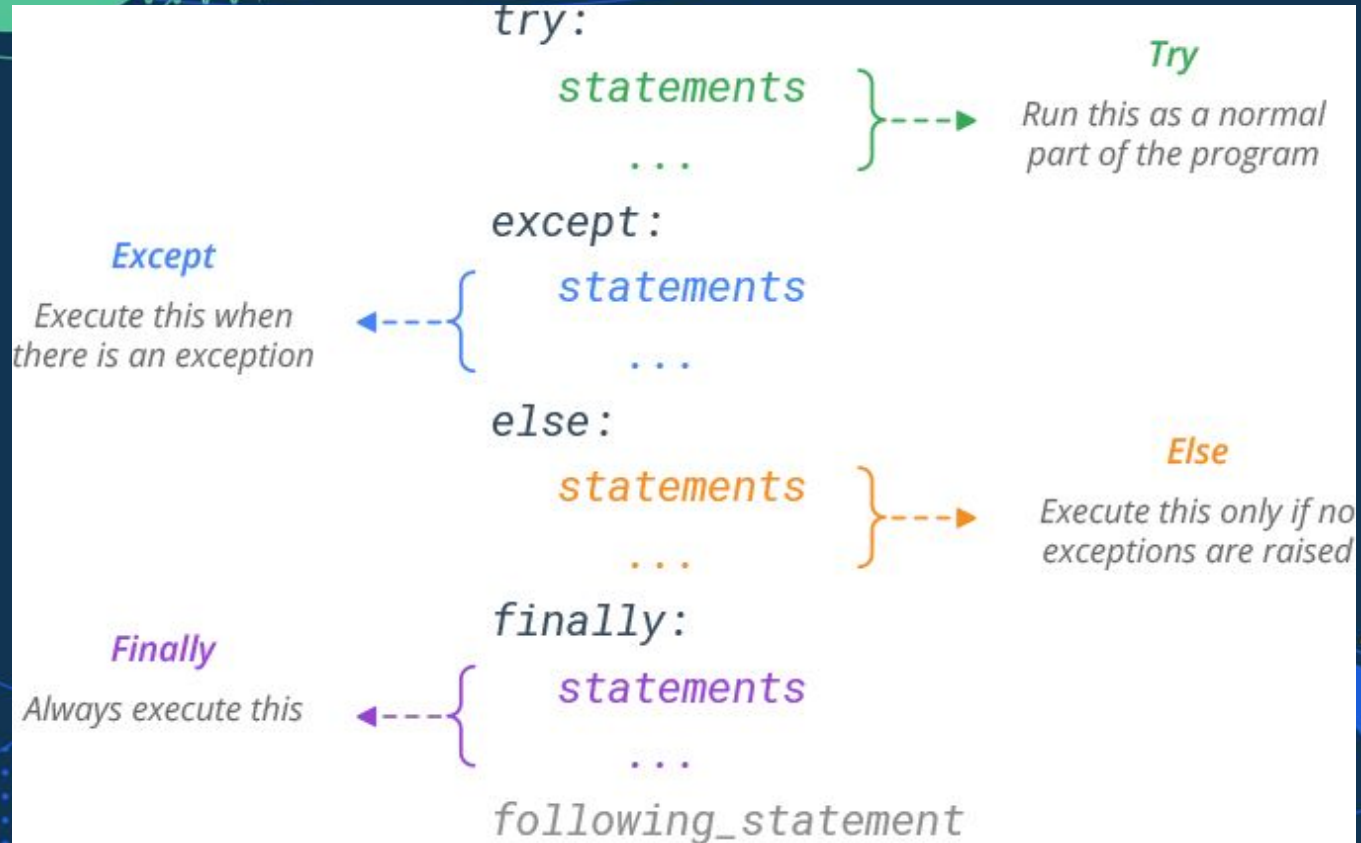 try:
statements
...
Try
Run this as a normal
part of the program
except:
Except
Execute this when
there is an exception
statements
...
else:
statements
...
Else
Execute this only if no
exceptions are raised
finally:
Finally
Always execute this
statements
...
following_statement